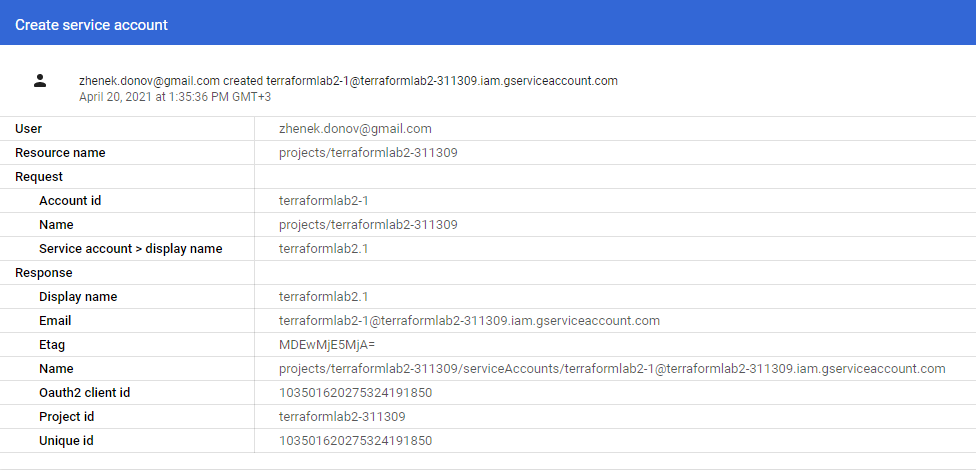 Create service account
zhenek.donov@gmail.com created terraformlab2-1@terraformlab2-311309.iam.gserviceaccount.com
April 20, 2021 at 1:35:36 PM GMT+3
User zhenek.donov@gmail.com
Resource name projects/terraformlab2-311309
Request
Account id terraformlab2-1
Name projects/terraformlab2-311309
Service account > display name terraformlab2.1
Response
Display name terraformlab2.1
Email terraformlab2-1@terraformlab2-311309.iam.gserviceaccount.com
Etag MDEwMjE5MjA=
Name projects/terraformlab2-311309/serviceAccounts/terraformlab2-1@terraformlab2-311309.iam.gserviceaccount.com
Oauth2 client id 103501620275324191850
Project id terraformlab2-311309
Unique id 103501620275324191850